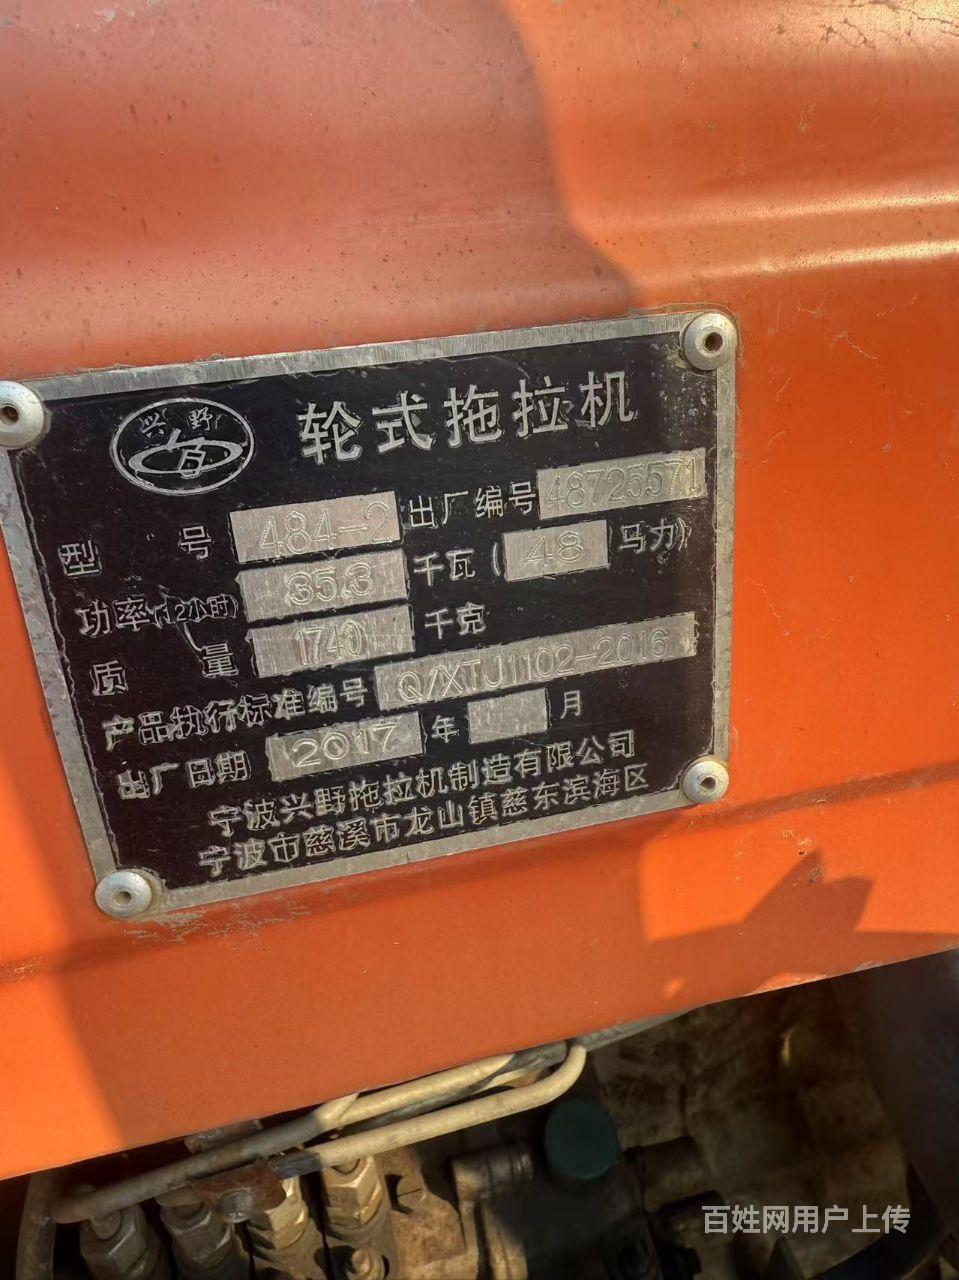 兴野
轮式拖拉机
型号 484-2 出厂编号 48725571
功率(12小时) 35.3 千瓦(48马力)
质量 1740 千克
产品执行标准编号 Q/XTJ1102-2016
出厂日期 2017 年 月
宁波兴野拖拉机制造有限公司
宁波市慈溪市龙山镇慈东滨海区
百姓网用户上传